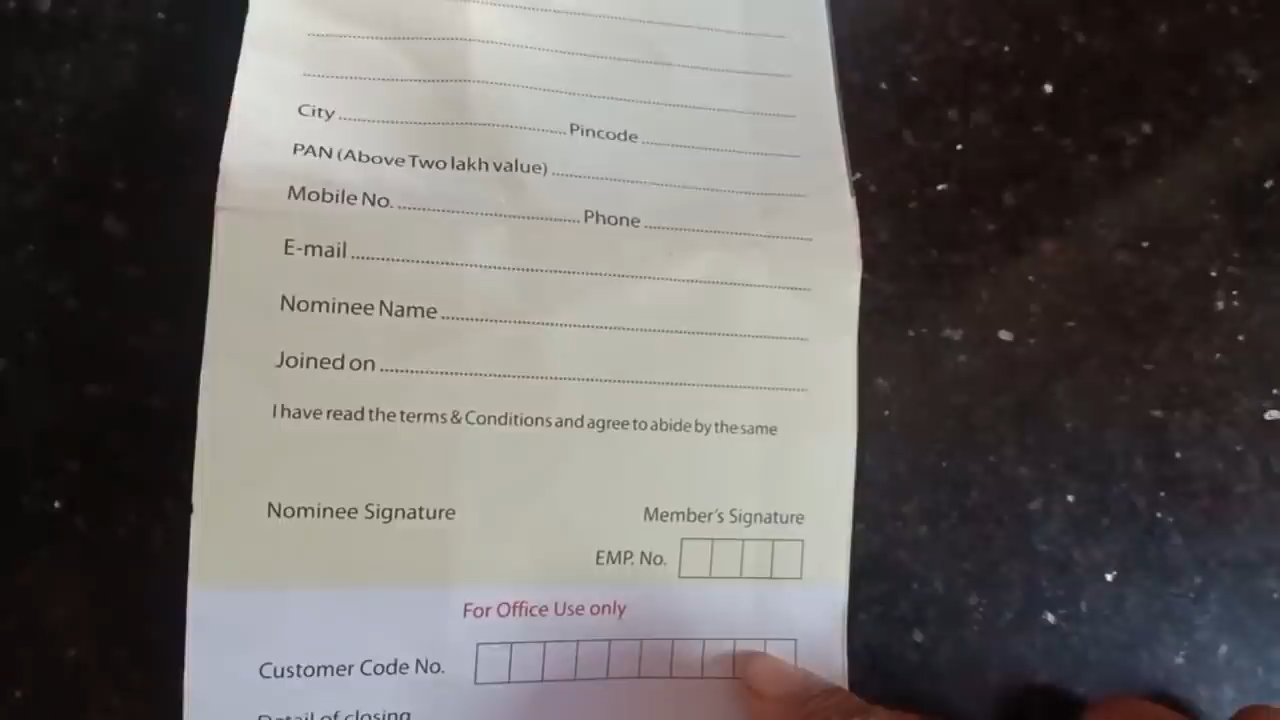 City ........ Pincode ........
PAN (Above Two lakh value) ........
Mobile No. ........ Phone ........
E-mail ........
Nominee Name ........
Joined on ........
I have read the terms & Conditions and agree to abide by the same
Nominee Signature Member's Signature
EMP. No.
For Office Use only
Customer Code No.
Detail of closing